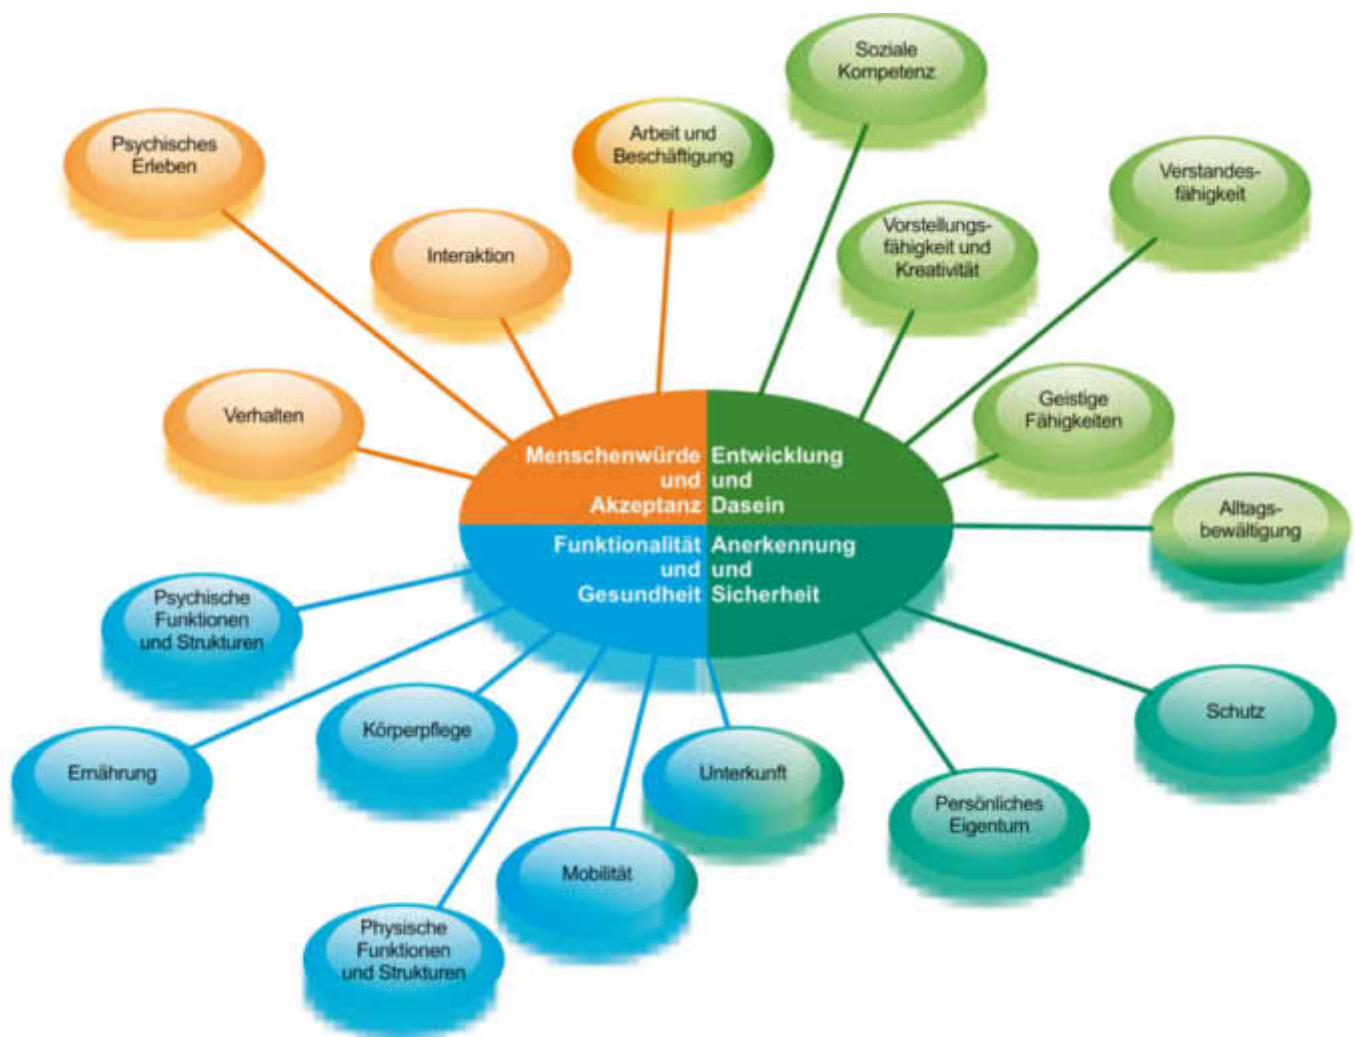 Soziale
Kompetenz
Psychisches
Erleben
Arbeit und
Beschäftigung
Verstandes-
fähigkeit
Interaktion
Vorstellungs-
fähigkeit und
Kreativität
Verhalten
Geistige
Fähigkeiten
Menschenwürde
und
Akzeptanz
Entwicklung
und
Dasein
Alltags-
bewältigung
Funktionalität
und
Gesundheit
Anerkennung
und
Sicherheit
Psychische
Funktionen
und Strukturen
Schutz
Körperpflege
Ernährung
Unterkunft
Persönliches
Eigentum
Mobilität
Physische
Funktionen
und Strukturen